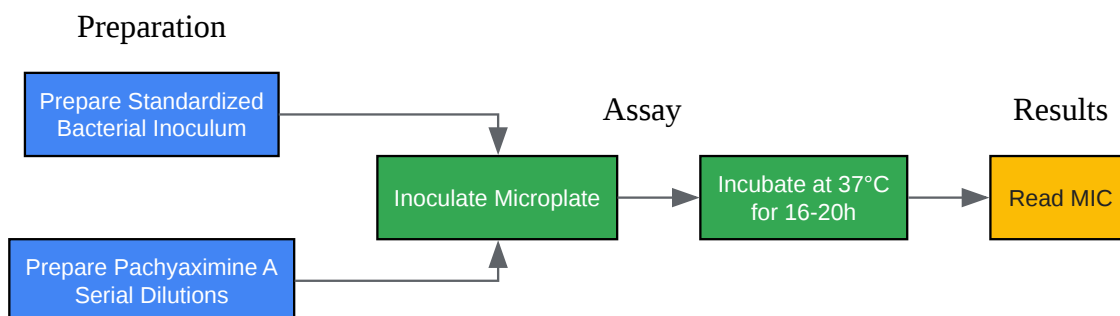 Preparation
Prepare Standardized
Bacterial Inoculum
Assay
Results
Inoculate Microplate
Incubate at 37°C
for 16-20h
Read MIC
Prepare Pachyaximine A
Serial Dilutions